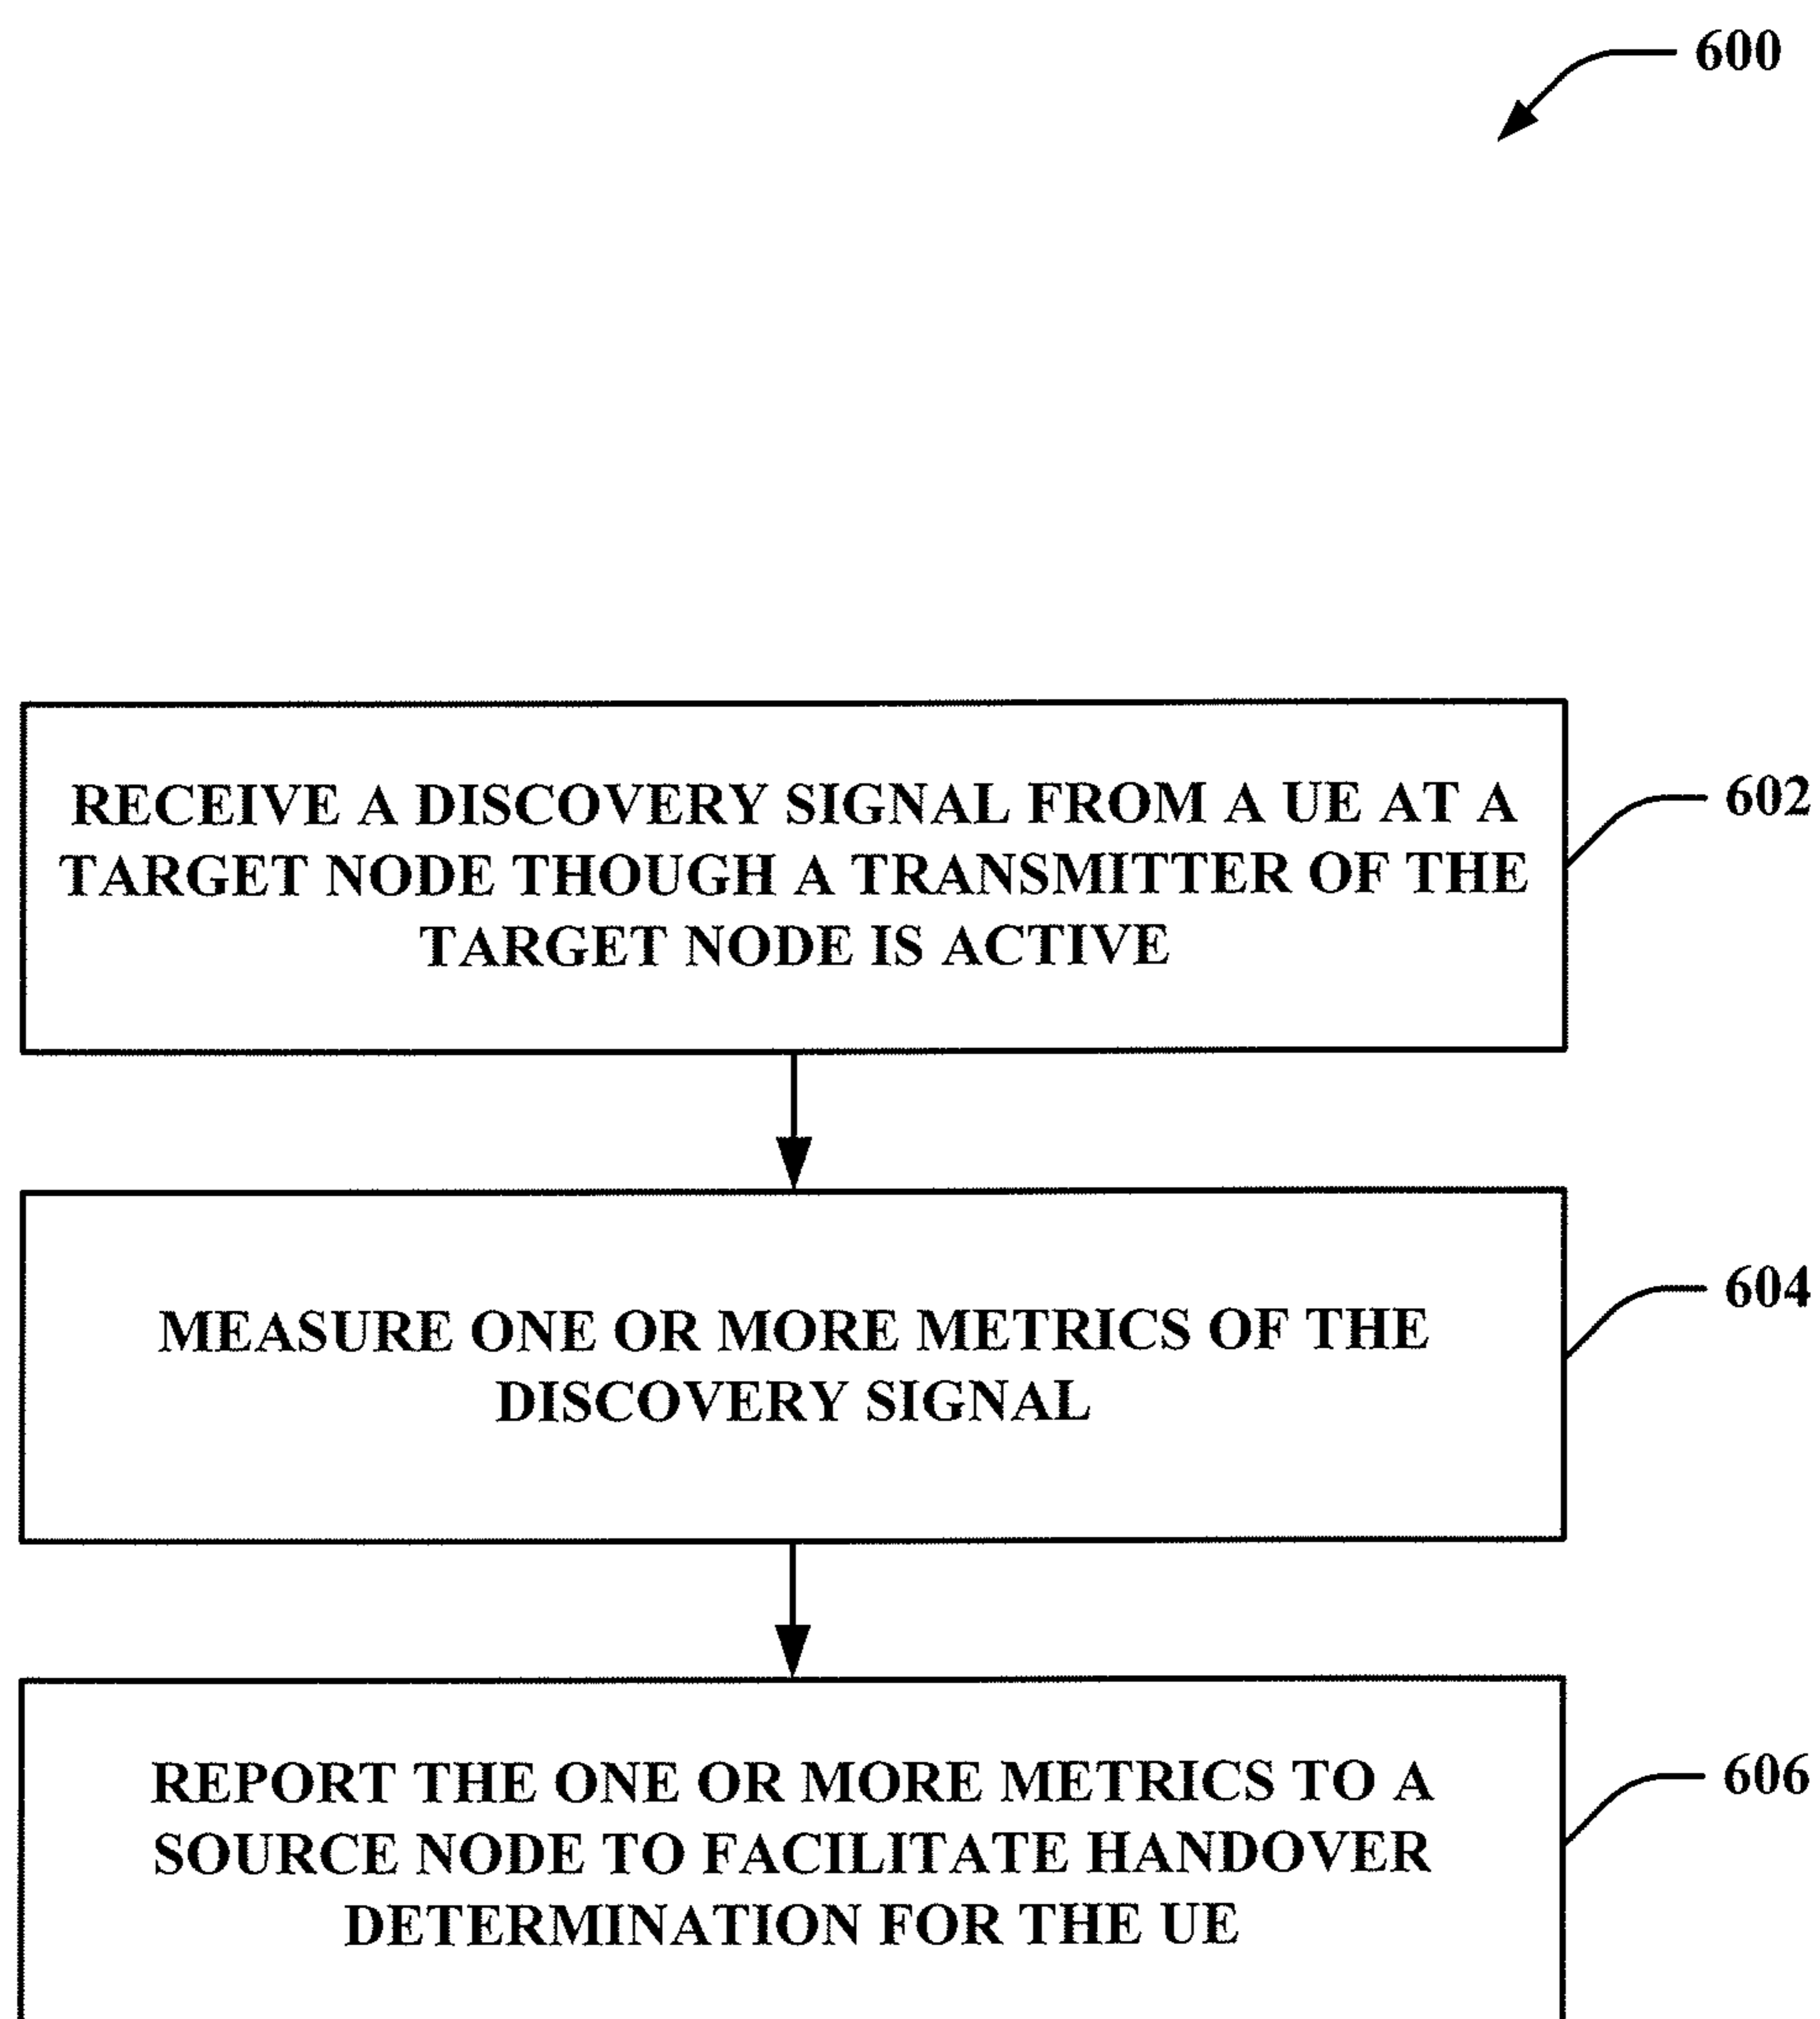 600
RECEIVE A DISCOVERY SIGNAL FROM A UE AT A
TARGET NODE THOUGH A TRANSMITTER OF THE
TARGET NODE IS ACTIVE
602
MEASURE ONE OR MORE METRICS OF THE
DISCOVERY SIGNAL
604
REPORT THE ONE OR MORE METRICS TO A
SOURCE NODE TO FACILITATE HANDOVER
DETERMINATION FOR THE UE
606